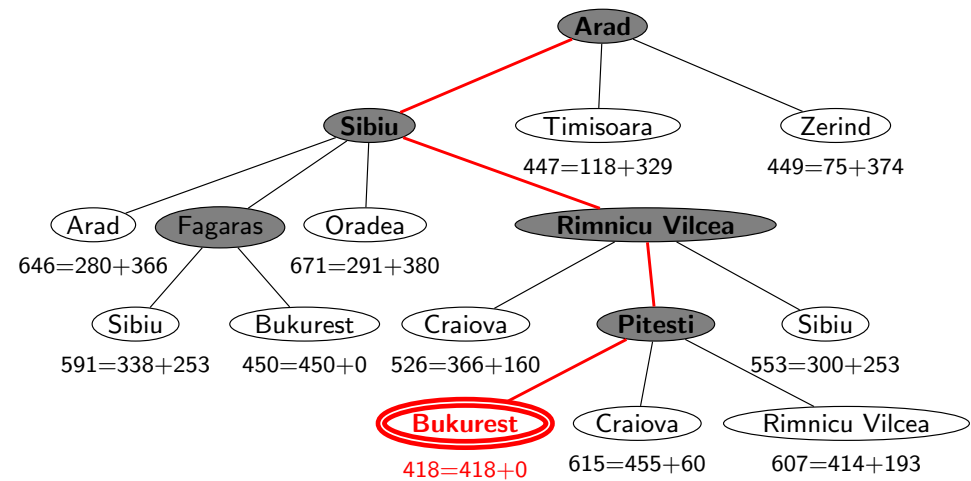 Arad
Sibiu Timisoara Zerind
447=118+329 449=75+374
Arad Fagaras Oradea Rimnicu Vilcea
646=280+366 671=291+380
Sibiu Bukurest Craiova Pitesti Sibiu
591=338+253 450=450+0 526=366+160 553=300+253
Bukurest Craiova Rimnicu Vilcea
418=418+0 615=455+60 607=414+193